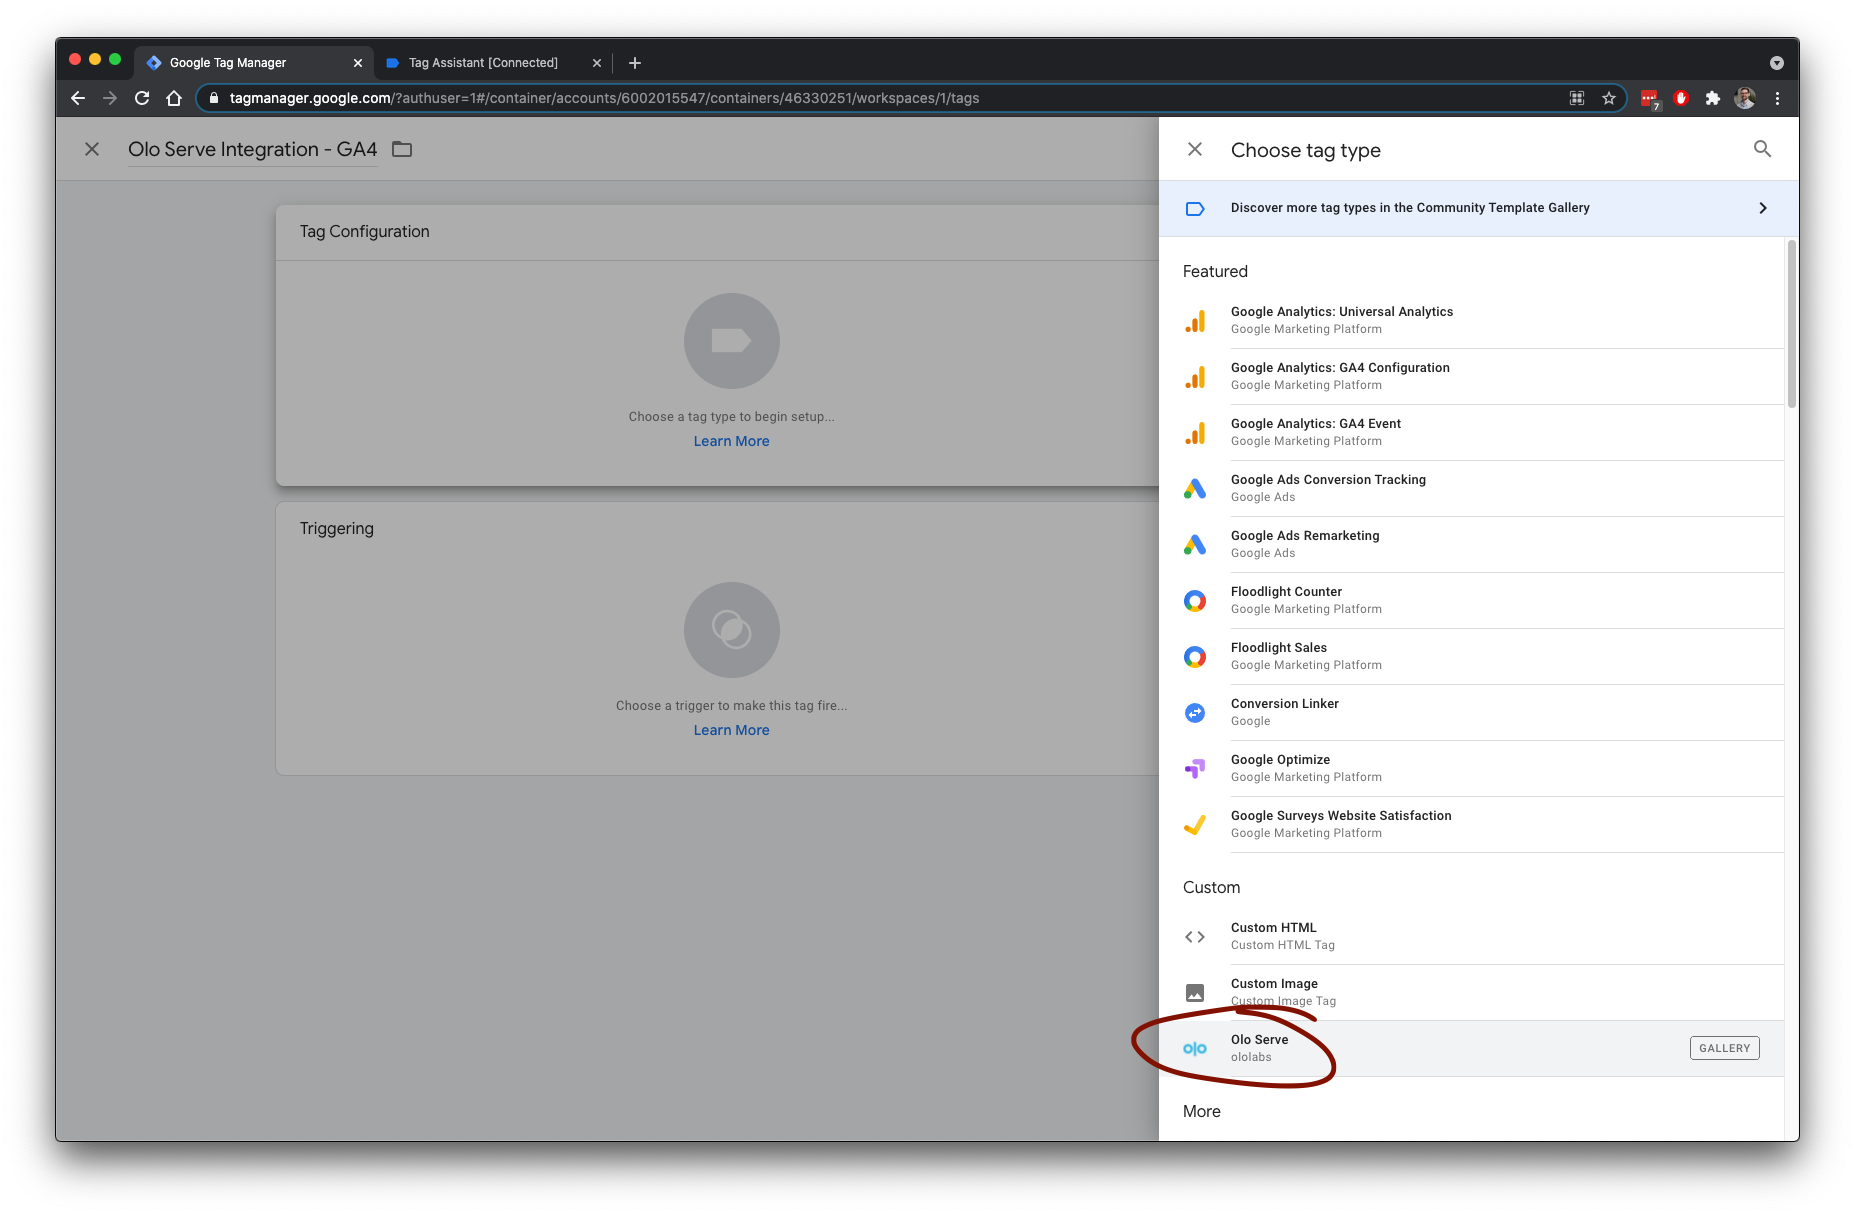 Google Tag Manager
Tag Assistant [Connected]
tagmanager.google.com/?authuser=1#/container/accounts/6002015547/containers/46330251/workspaces/1/tags
7
Olo Serve Integration - GA4
Tag Configuration
Choose a tag type to begin setup...
Learn More
Triggering
Choose a trigger to make this tag fire...
Learn More
Choose tag type
Discover more tag types in the Community Template Gallery
Featured
Google Analytics: Universal Analytics
Google Marketing Platform
Google Analytics: GA4 Configuration
Google Marketing Platform
Google Analytics: GA4 Event
Google Marketing Platform
Google Ads Conversion Tracking
Google Ads
Google Ads Remarketing
Google Ads
Floodlight Counter
Google Marketing Platform
Floodlight Sales
Google Marketing Platform
Conversion Linker
Google
Google Optimize
Google Marketing Platform
Google Surveys Website Satisfaction
Google Marketing Platform
Custom
Custom HTML
Custom HTML Tag
Custom Image
Custom Image Tag
olo
Olo Serve
ololabs
GALLERY
More